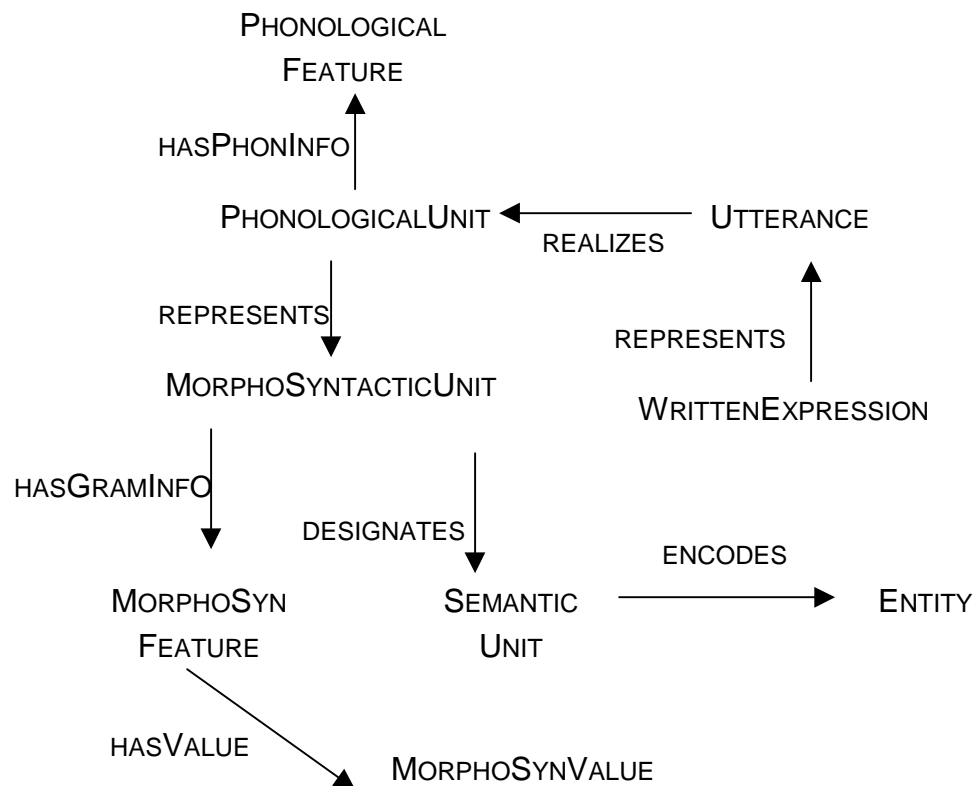 PHONOLOGICAL
FEATURE
HASPHONINFO
PHONOLOGICALUNIT
UTTERANCE
REALIZES
REPRESENTS
REPRESENTS
MORPHOSYNTACTICUNIT
WRITTENEXPRESSION
HASGRAMINFO
DESIGNATES
ENCODES
MORPHOSYN
FEATURE
SEMANTIC
UNIT
ENTITY
HASVALUE
MORPHOSYNVALUE